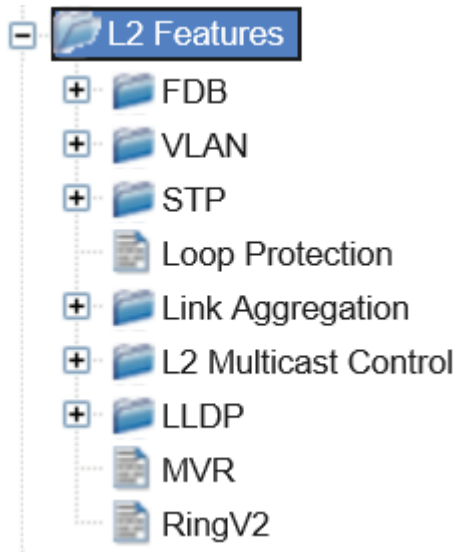 L2 Features
FDB
VLAN
STP
Loop Protection
Link Aggregation
L2 Multicast Control
LLDP
MVR
RingV2